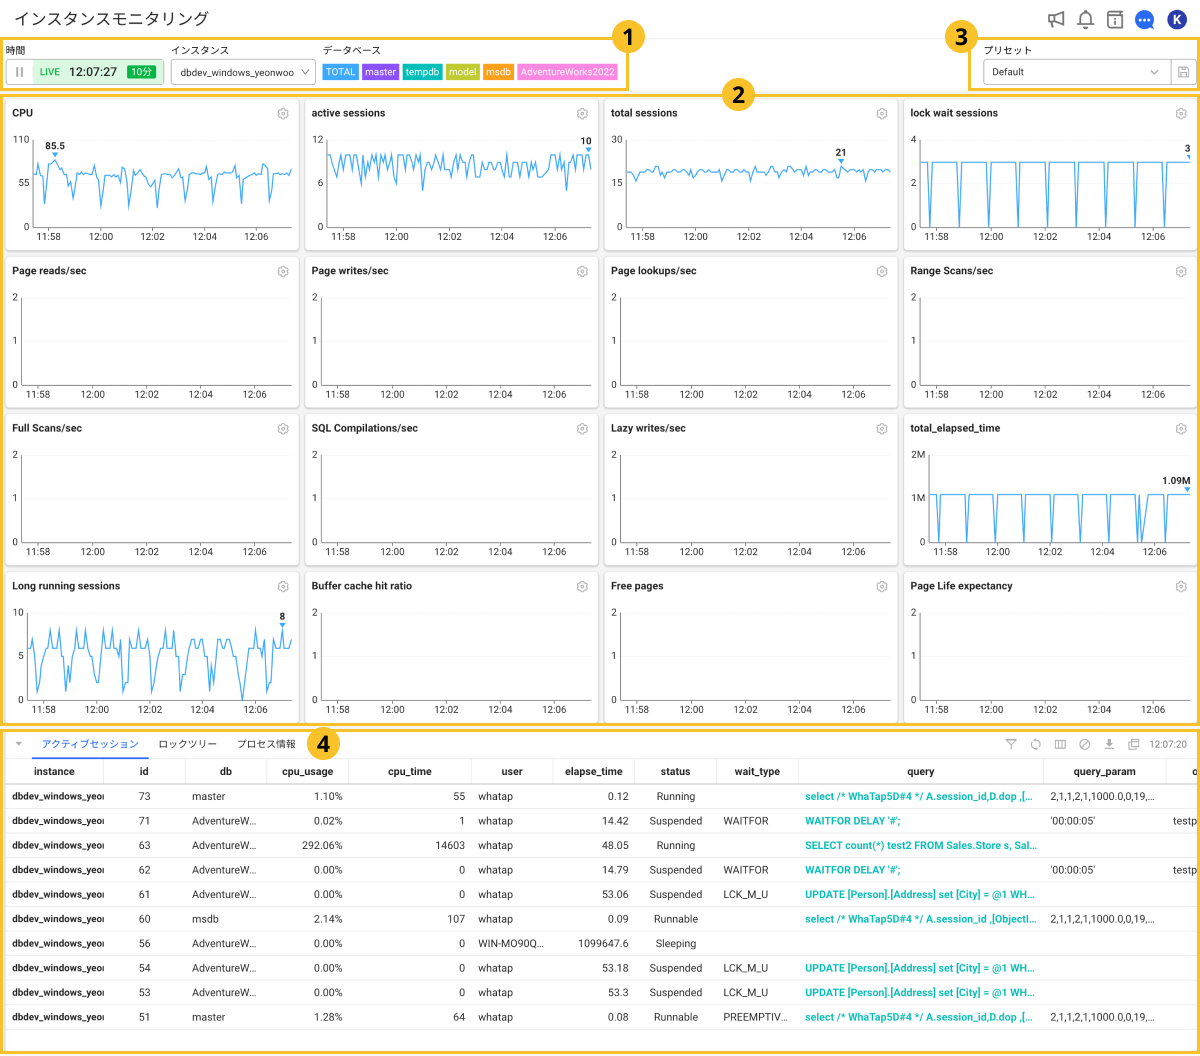 インスタンスモニタリング
K
1
3
時間
インスタンス
データベース
プリセット
LIVE 12:07:27 10分
dbdev_windows_yeonwoo
TOTAL master tempdb model msdb AdventureWorks2022
Default
2
CPU
110
55
0
85.5
11:58 12:00 12:02 12:04 12:06
active sessions
12
6
0
10
11:58 12:00 12:02 12:04 12:06
total sessions
30
15
0
21
11:58 12:00 12:02 12:04 12:06
lock wait sessions
4
2
0
3
11:58 12:00 12:02 12:04 12:06
Page reads/sec
2
1
0
11:58 12:00 12:02 12:04 12:06
Page writes/sec
2
1
0
11:58 12:00 12:02 12:04 12:06
Page lookups/sec
2
1
0
11:58 12:00 12:02 12:04 12:06
Range Scans/sec
2
1
0
11:58 12:00 12:02 12:04 12:06
Full Scans/sec
2
1
0
11:58 12:00 12:02 12:04 12:06
SQL Compilations/sec
2
1
0
11:58 12:00 12:02 12:04 12:06
Lazy writes/sec
2
1
0
11:58 12:00 12:02 12:04 12:06
total_elapsed_time
2M
1M
0
1.09M
11:58 12:00 12:02 12:04 12:06
Long running sessions
10
5
0
8
11:58 12:00 12:02 12:04 12:06
Buffer cache hit ratio
2
1
0
11:58 12:00 12:02 12:04 12:06
Free pages
2
1
0
11:58 12:00 12:02 12:04 12:06
Page Life expectancy
2
1
0
11:58 12:00 12:02 12:04 12:06
アクティブセッション ロックツリー プロセス情報 4 12:07:20
instance id db cpu_usage cpu_time user elapse_time status wait_type query query_param
dbdev_windows_yeon 73 master 1.10% 55 whatap 0.12 Running select /* WhaTap5D#4 */ A.session_id,D.dop ,[... 2,1,1,2,1,1000.0,0,19,...
dbdev_windows_yeon 71 AdventureW... 0.02% 1 whatap 14.42 Suspended WAITFOR WAITFOR DELAY '#'; '00:00:05' testp
dbdev_windows_yeon 63 AdventureW... 292.06% 14603 whatap 48.05 Running SELECT count(*) test2 FROM Sales.Store s, Sal...
dbdev_windows_yeon 62 AdventureW... 0.00% 0 whatap 14.79 Suspended WAITFOR WAITFOR DELAY '#'; '00:00:05' testp
dbdev_windows_yeon 61 AdventureW... 0.00% 0 whatap 53.06 Suspended LCK_M_U UPDATE [Person].[Address] set [City] = @1 WH...
dbdev_windows_yeon 60 msdb 2.14% 107 whatap 0.09 Runnable select /* WhaTap5D#4 */ A.session_id ,[ObjectI... 2,1,1,2,1,1000.0,0,19,...
dbdev_windows_yeon 56 AdventureW... 0.00% 0 WIN-MO90Q... 1099647.6 Sleeping
dbdev_windows_yeon 54 AdventureW... 0.00% 0 whatap 53.18 Suspended LCK_M_U UPDATE [Person].[Address] set [City] = @1 WH...
dbdev_windows_yeon 53 AdventureW... 0.00% 0 whatap 53.3 Suspended LCK_M_U UPDATE [Person].[Address] set [City] = @1 WH...
dbdev_windows_yeon 51 master 1.28% 64 whatap 0.08 Runnable PREEMPTIV... select /* WhaTap5D#4 */ A.session_id,D.dop ,[... 2,1,1,2,1,1000.0,0,19,...